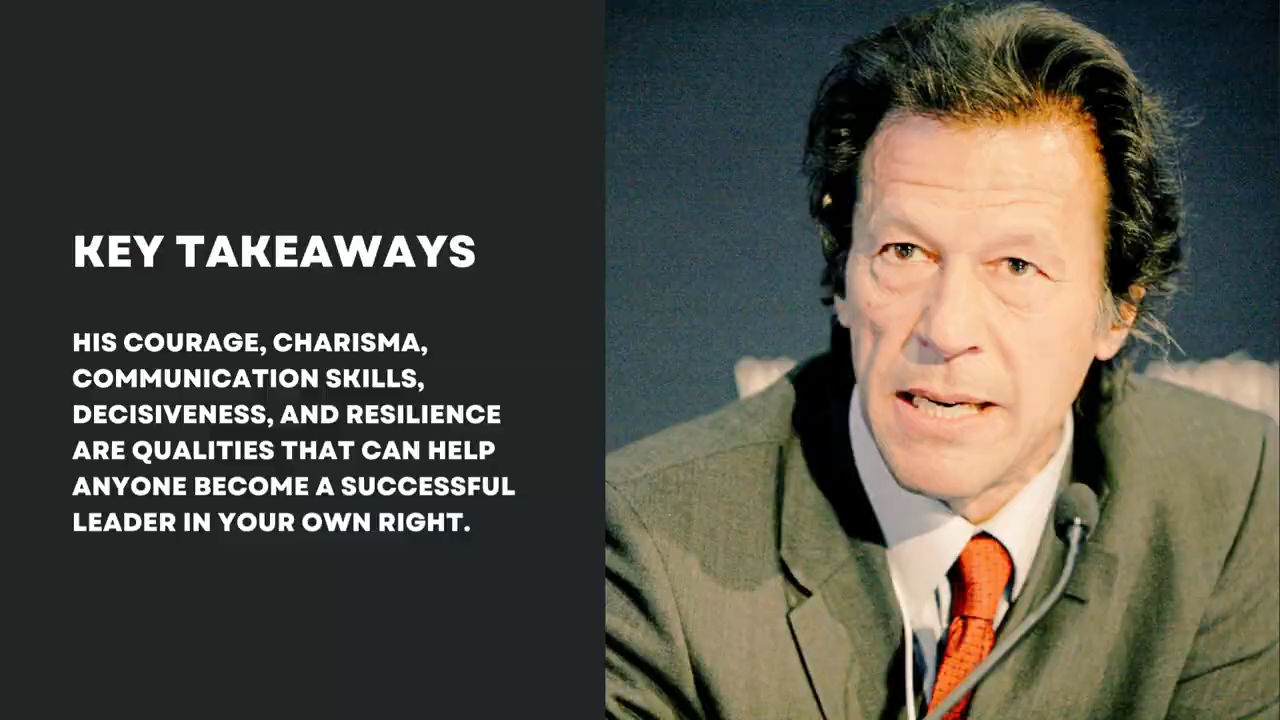 KEY TAKEAWAYS
HIS COURAGE, CHARISMA,
COMMUNICATION SKILLS,
DECISIVENESS, AND RESILIENCE
ARE QUALITIES THAT CAN HELP
ANYONE BECOME A SUCCESSFUL
LEADER IN YOUR OWN RIGHT.